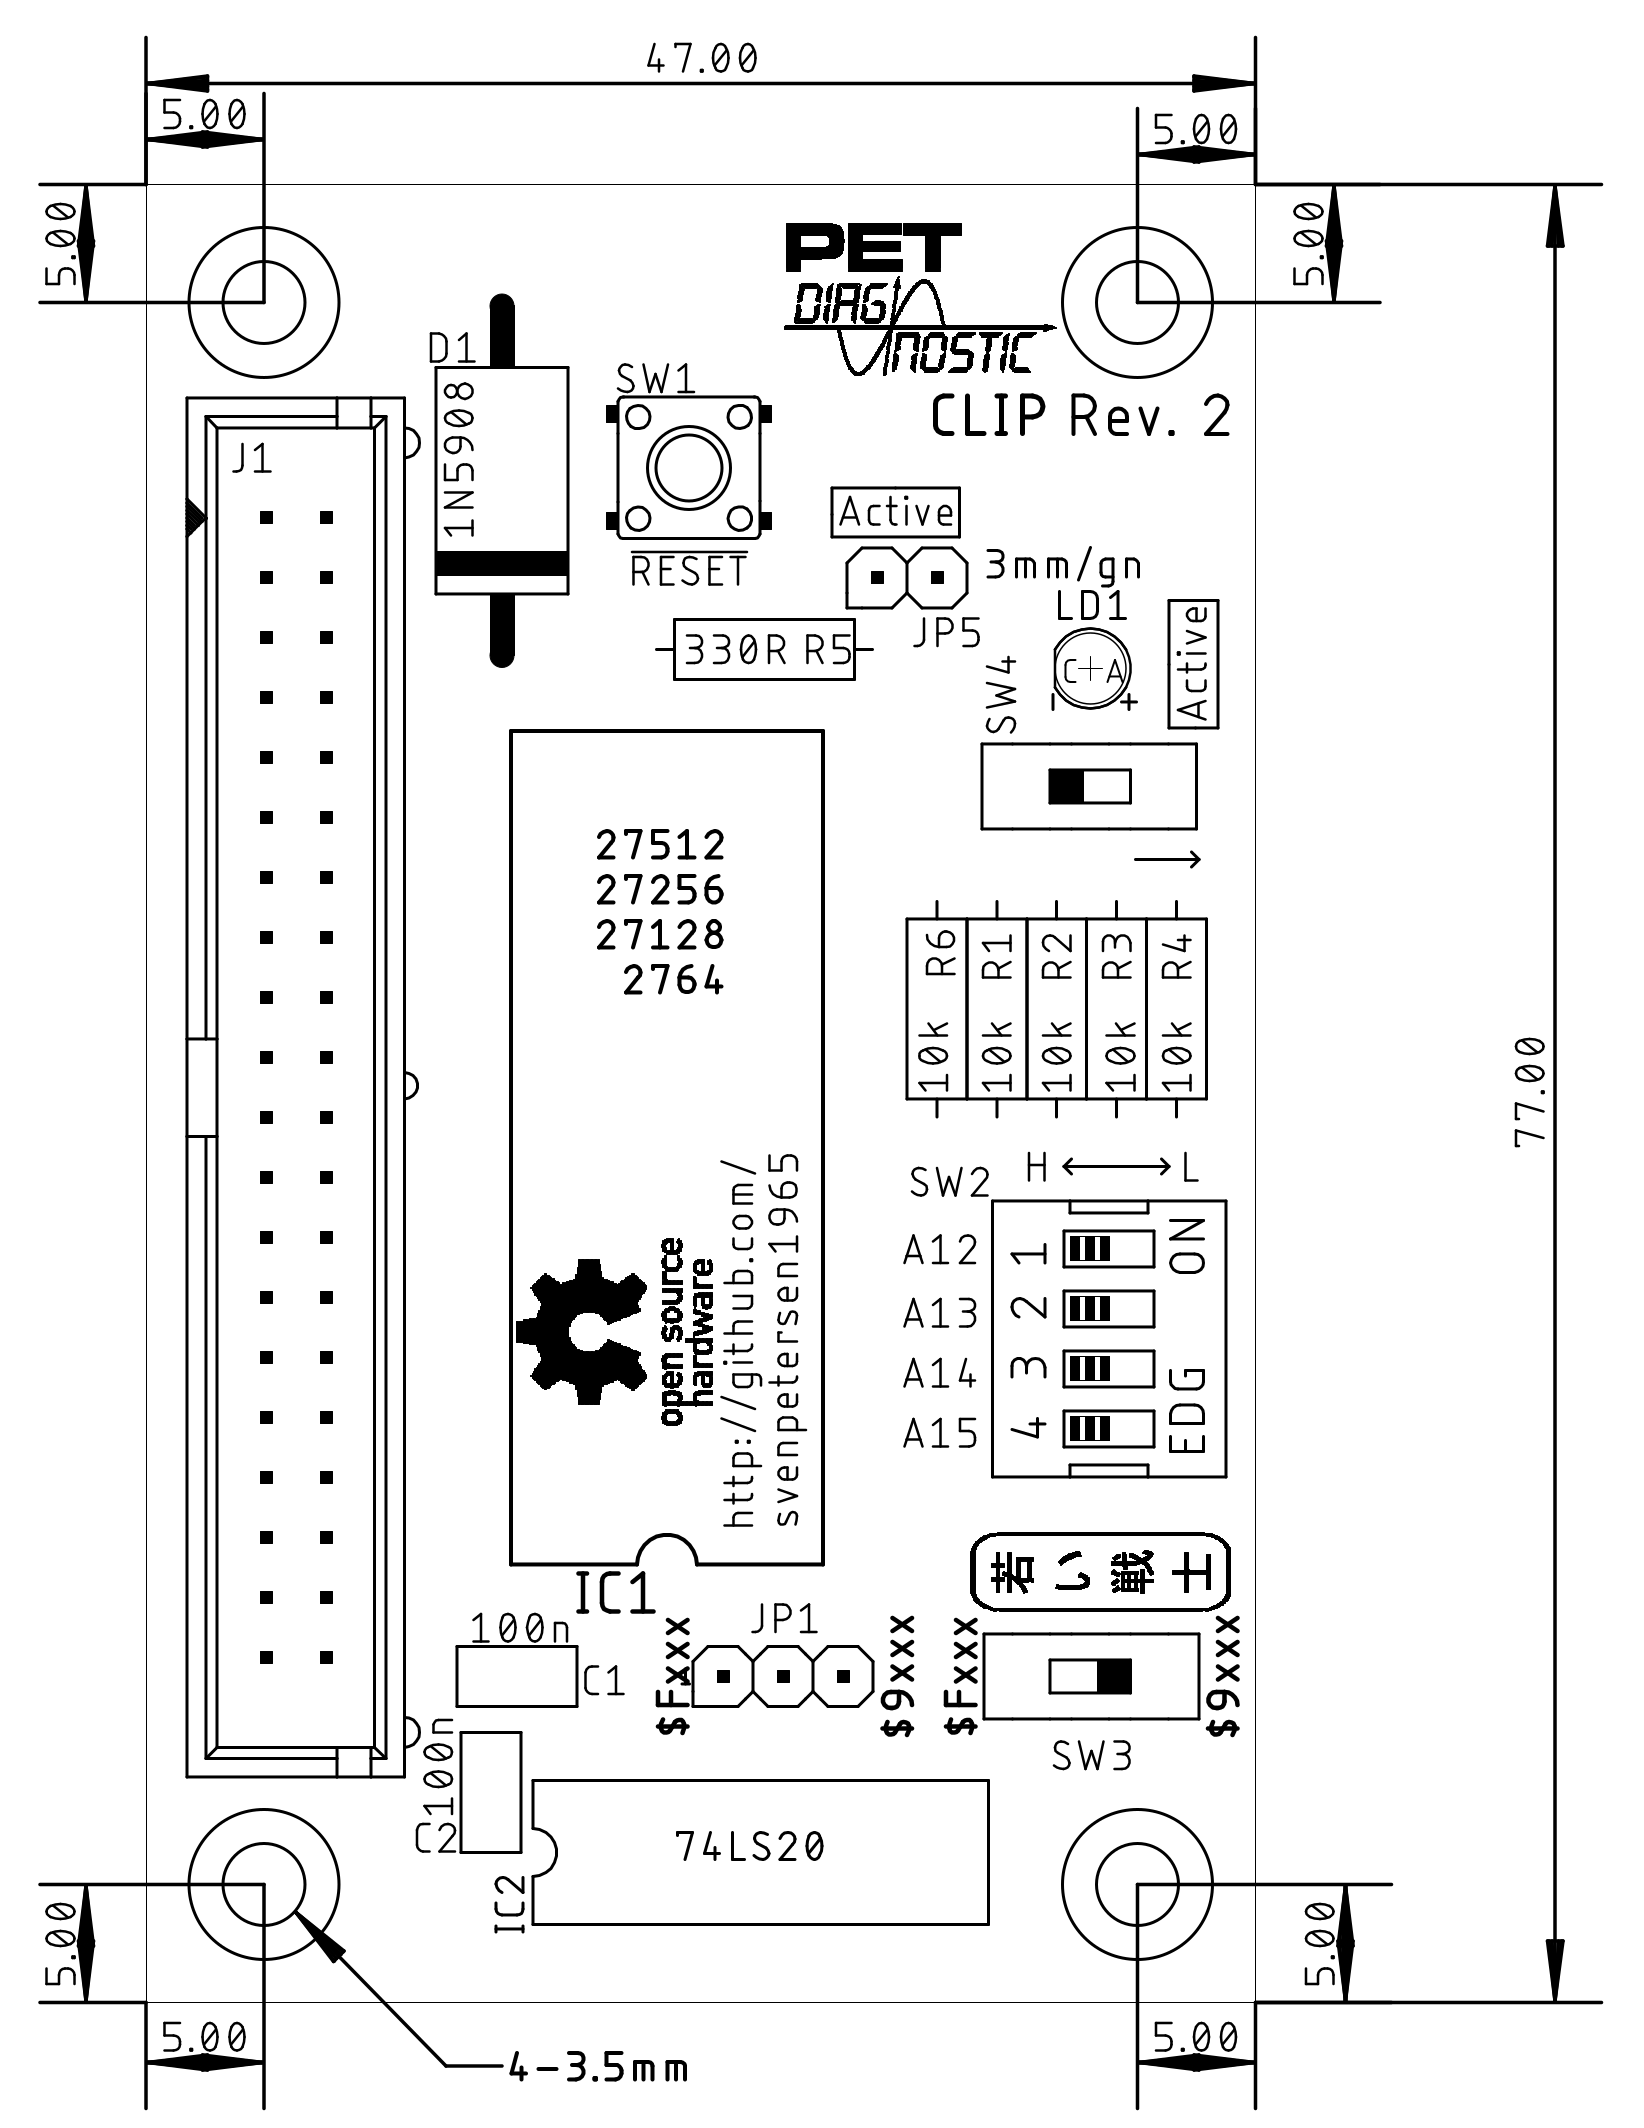 47.00
5.00
5.00
5.00
5.00
PET
DIAG
NOSTIC
CLIP Rev. 2
D1
1N5908
SW1
RESET
J1
Active
3mm/gn
LD1
JP5
330R R5
SW4
C+A
- +
Active
27512
27256
27128
2764
R6 R1 R2 R3 R4
10k 10k 10k 10k 10k
77.00
H L
SW2
A12 1 ON
A13 2
A14 3
A15 4 EDG
open source
hardware
http://github.com/
svenpetersen1965
若い戦士
IC1
100n
C1
JP1
$Fxxx
$9xxx
$Fxxx
$9xxx
SW3
100n
C2
74LS20
IC2
5.00
5.00
5.00
5.00
4-3.5mm